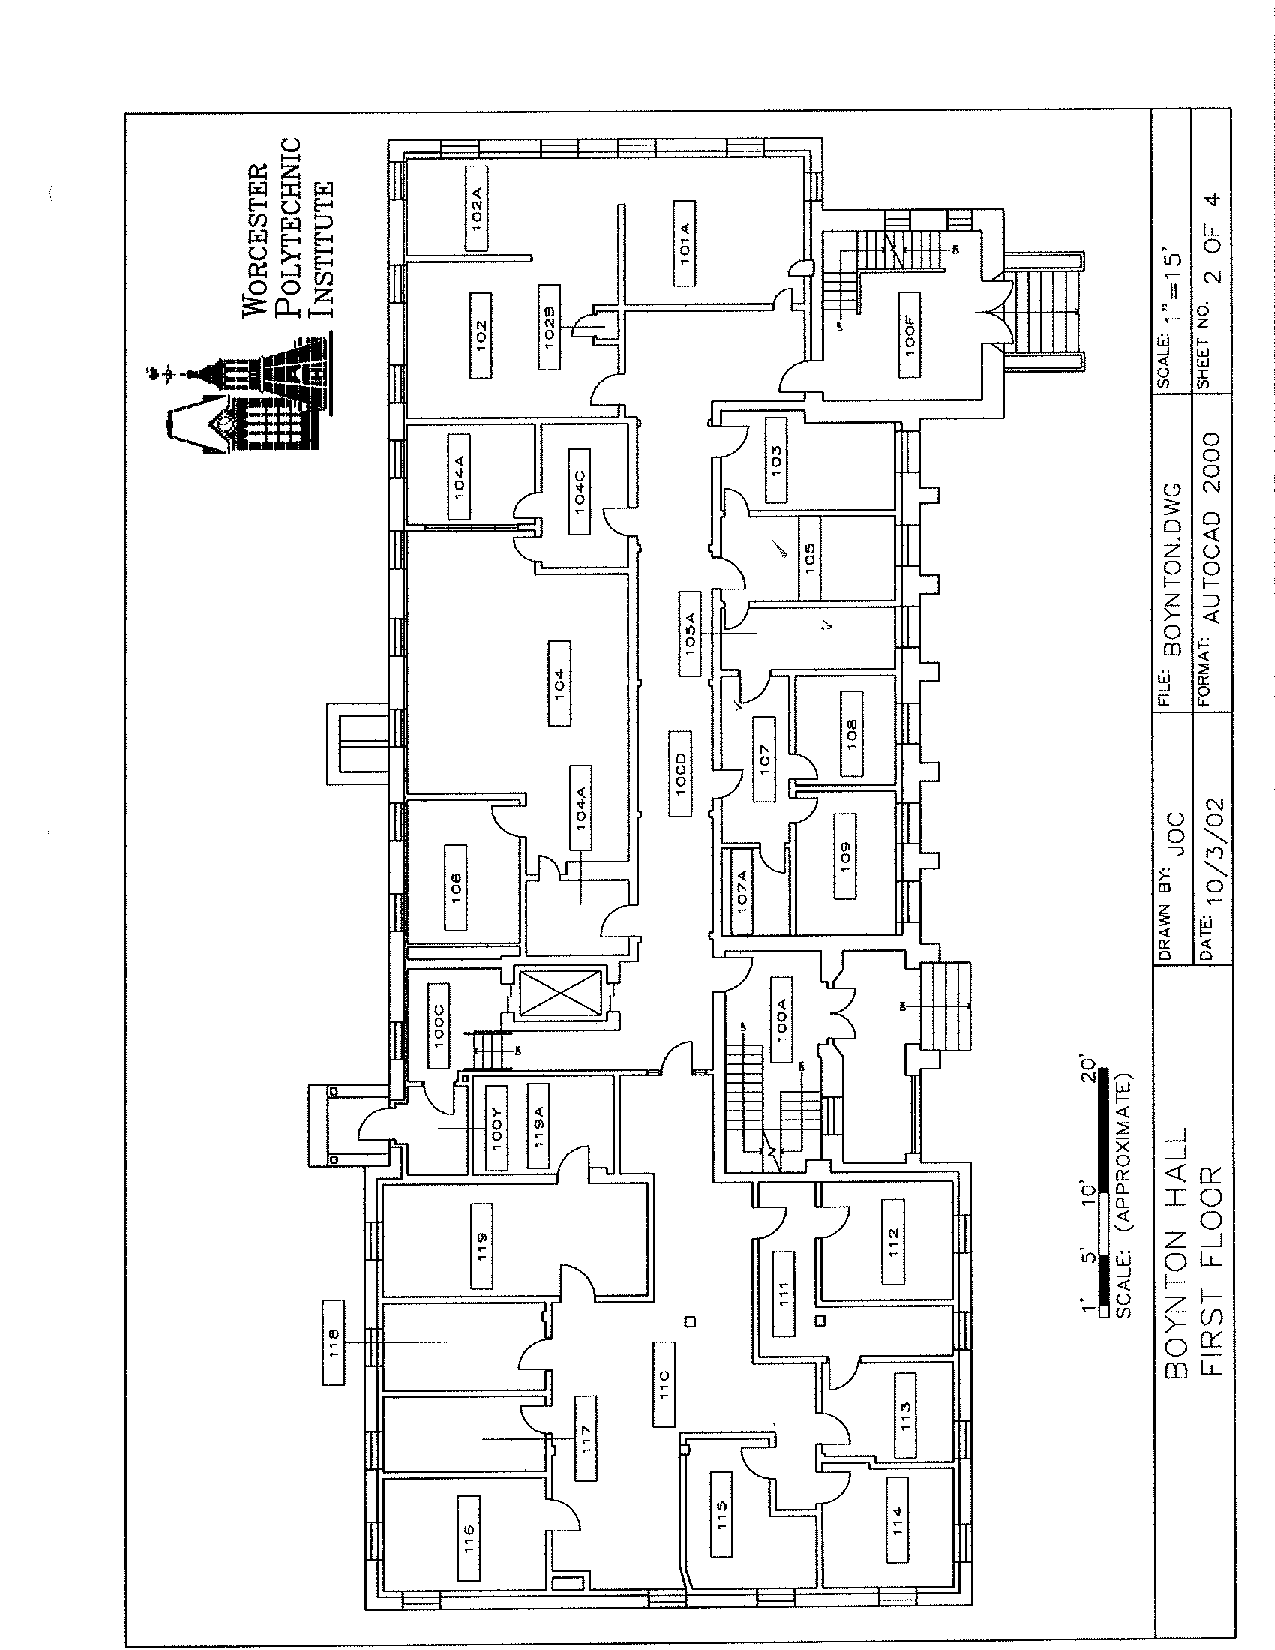 WORCESTER
POLYTECHNIC
INSTITUTE
102A
101A
102
102B
100F
104A
104C
103
105
105A
104
104A
100D
107
108
106
107A
109
100C
100A
100Y
119A
119
112
111
118
11C
117
113
116
115
114
1' 5' 10' 20'
SCALE: (APPROXIMATE)
BOYNTON HALL
FIRST FLOOR
DRAWN BY: JOC
DATE: 10/3/02
FILE: BOYNTON.DWG
FORMAT: AUTOCAD 2000
SCALE: 1"=15'
SHEET NO. 2 OF 4